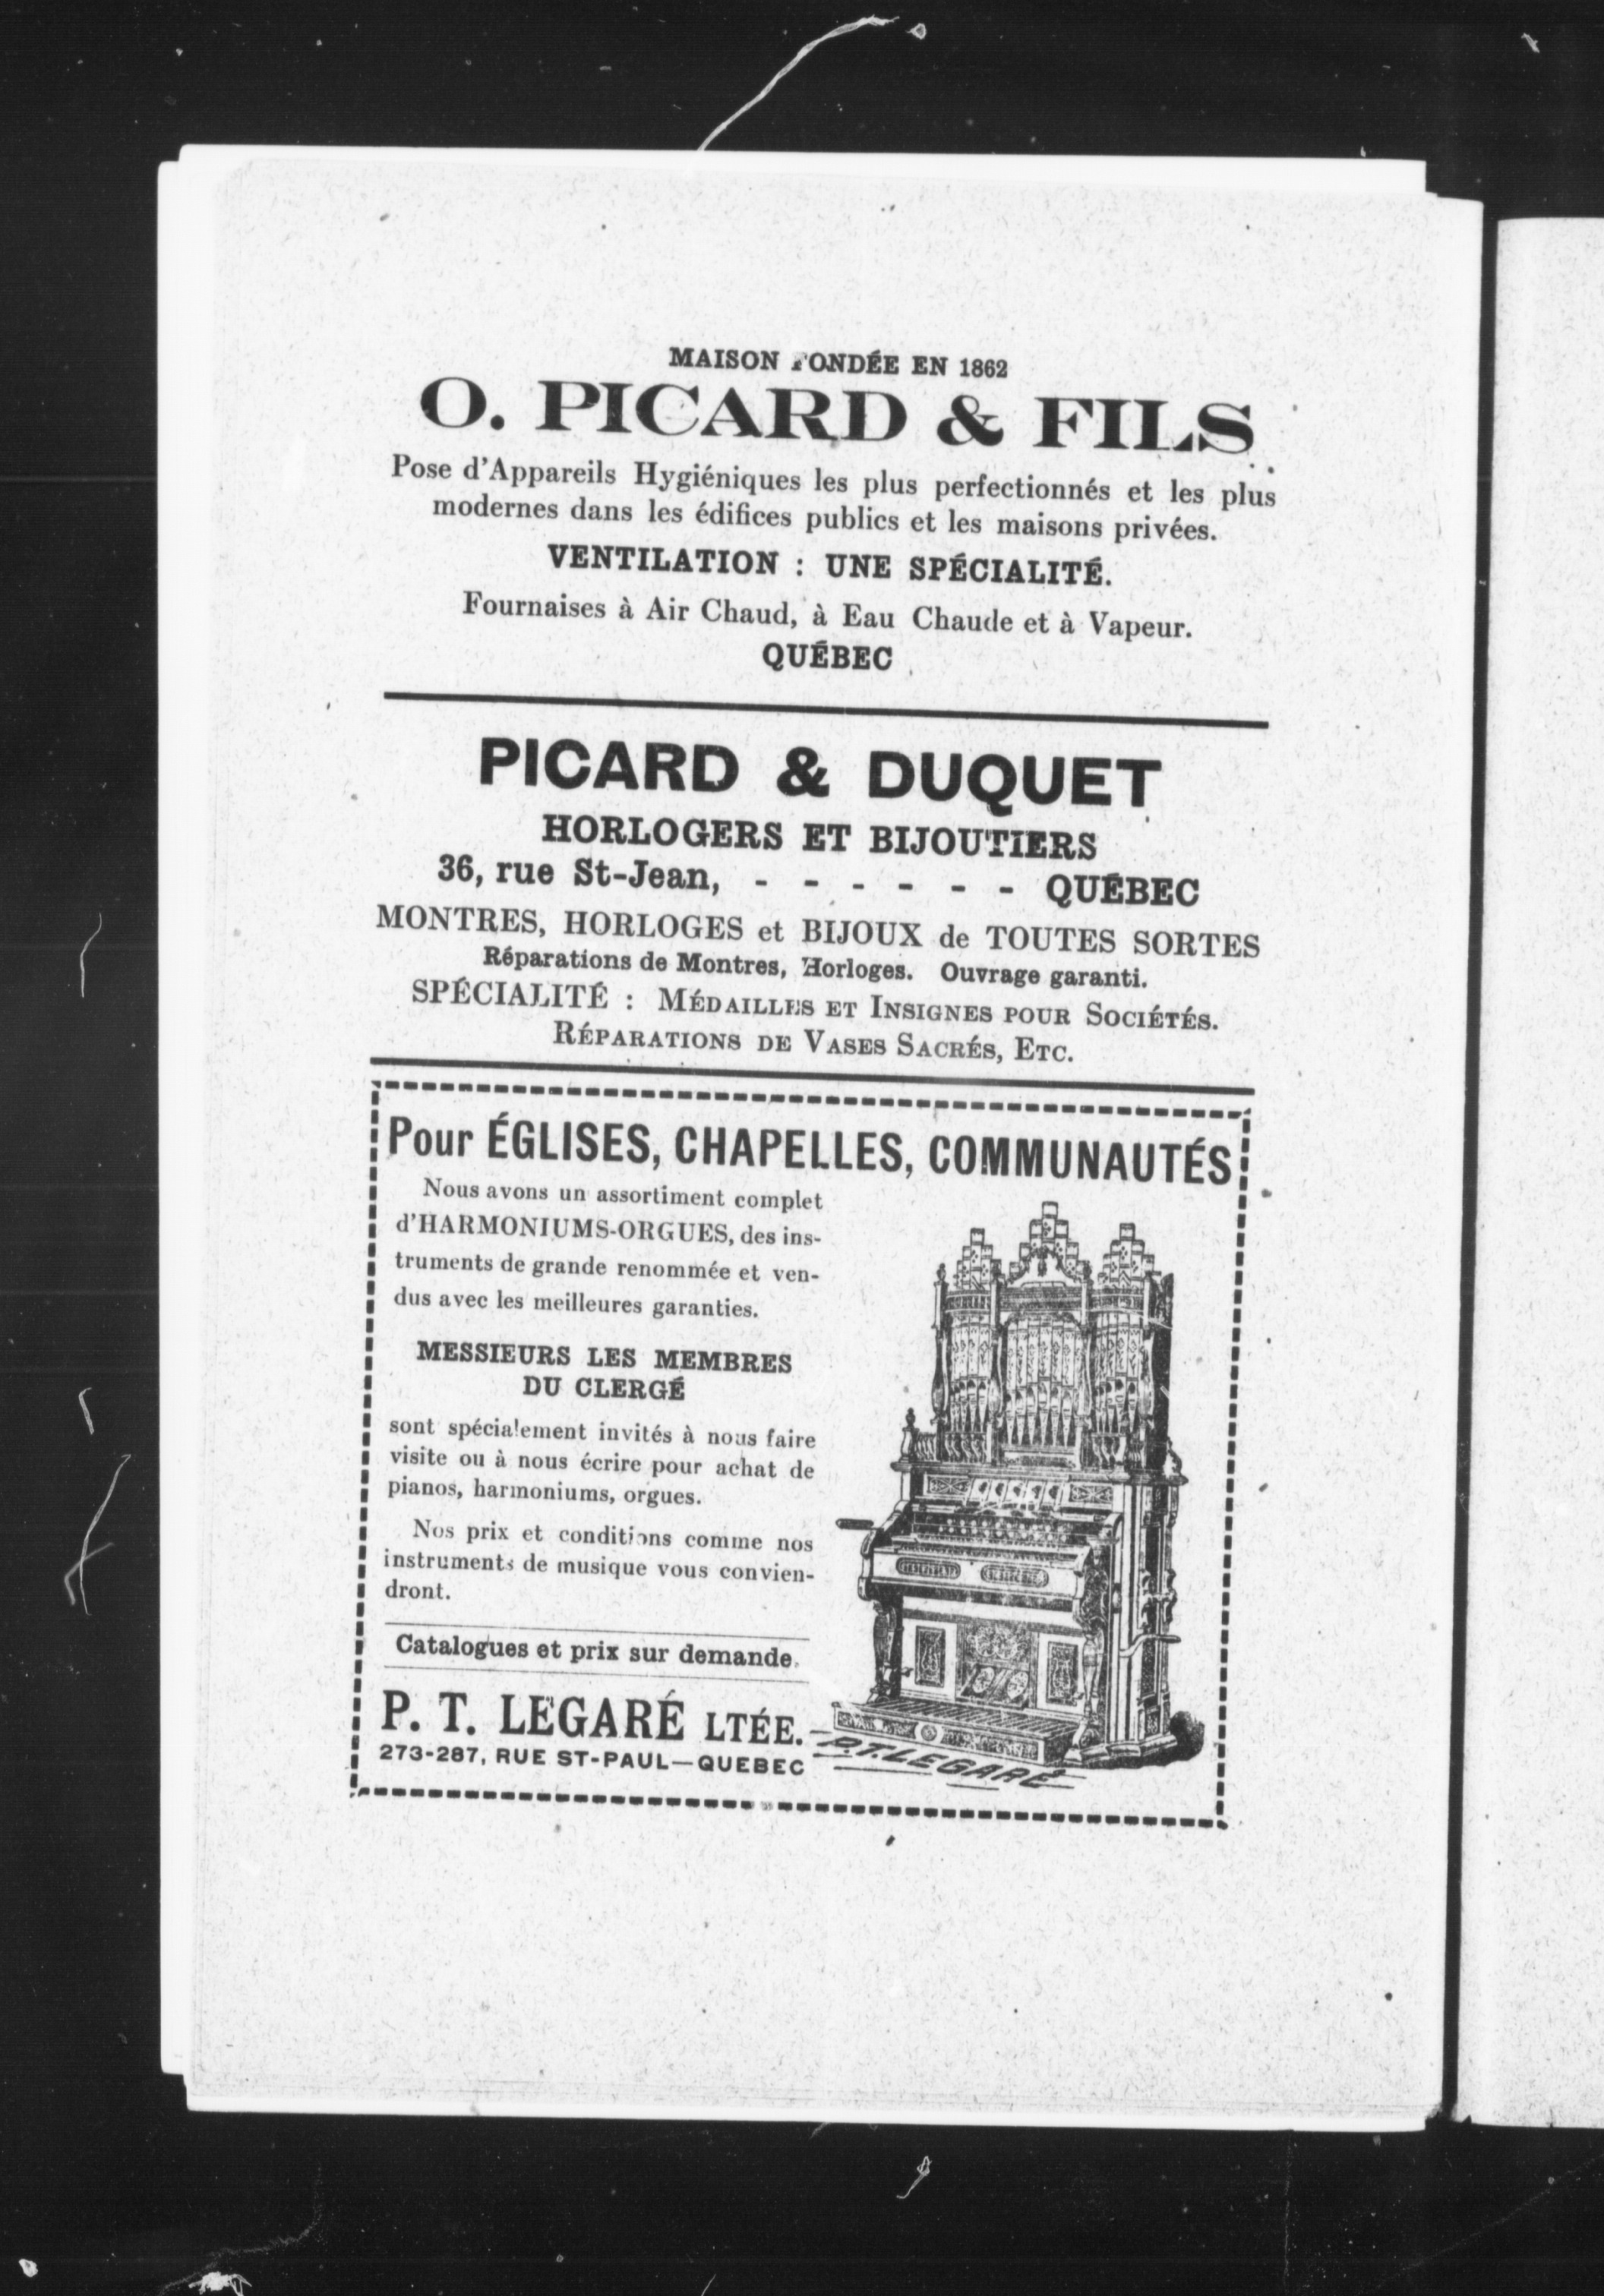 MAISON FONDÉE EN 1862
O. PICARD & FILS
Pose d'Appareils Hygiéniques les plus perfectionnés et les plus
modernes dans les édifices publics et les maisons privées.
VENTILATION : UNE SPÉCIALITÉ.
Fournaises à Air Chaud, à Eau Chaude et à Vapeur.
QUÉBEC
PICARD & DUQUET
HORLOGERS ET BIJOUTIERS
36, rue St-Jean, - - - - - - QUÉBEC
MONTRES, HORLOGES et BIJOUX de TOUTES SORTES
Réparations de Montres, Horloges. Ouvrage garanti.
SPÉCIALITÉ : MÉDAILLES ET INSIGNES POUR SOCIÉTÉS.
RÉPARATIONS DE VASES SACRÉS, ETC.
Pour ÉGLISES, CHAPELLES, COMMUNAUTÉS
Nous avons un assortiment complet
d'HARMONIUMS-ORGUES, des ins-
truments de grande renommée et ven-
dus avec les meilleures garanties.
MESSIEURS LES MEMBRES
DU CLERGÉ
sont spécialement invités à nous faire
visite ou à nous écrire pour achat de
pianos, harmoniums, orgues.
Nos prix et conditions comme nos
instruments de musique vous convien-
dront.
Catalogues et prix sur demande.
P. T. LÉGARÉ LTÉE.
273-287, RUE ST-PAUL—QUEBEC
P.T. LEGARÉ